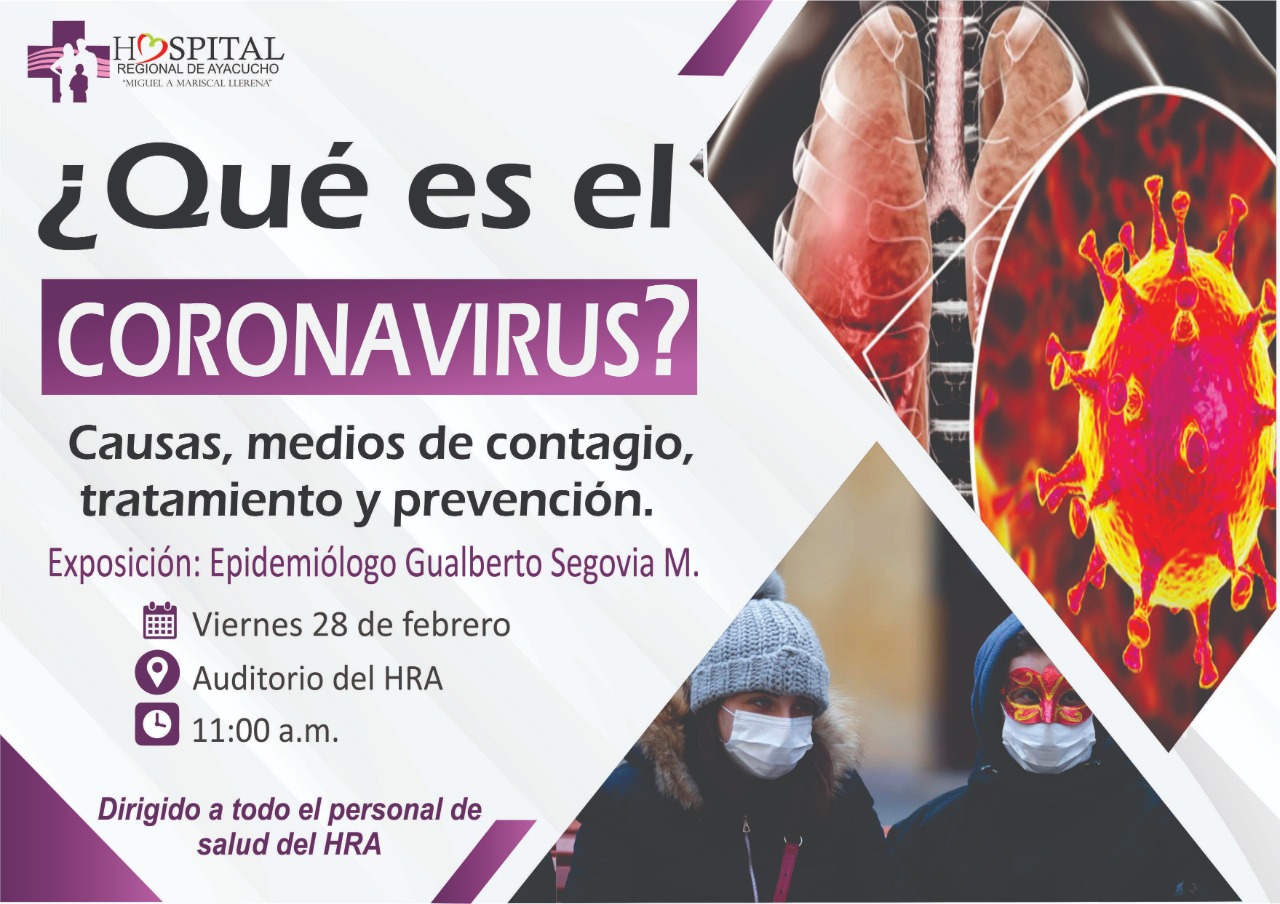 HOSPITAL
REGIONAL DE AYACUCHO
"MIGUEL A MARISCAL LLERENA"
¿Qué es el
CORONAVIRUS?
Causas, medios de contagio,
tratamiento y prevención.
Exposición: Epidemiólogo Gualberto Segovia M.
Viernes 28 de febrero
Auditorio del HRA
11:00 a.m.
Dirigido a todo el personal de
salud del HRA